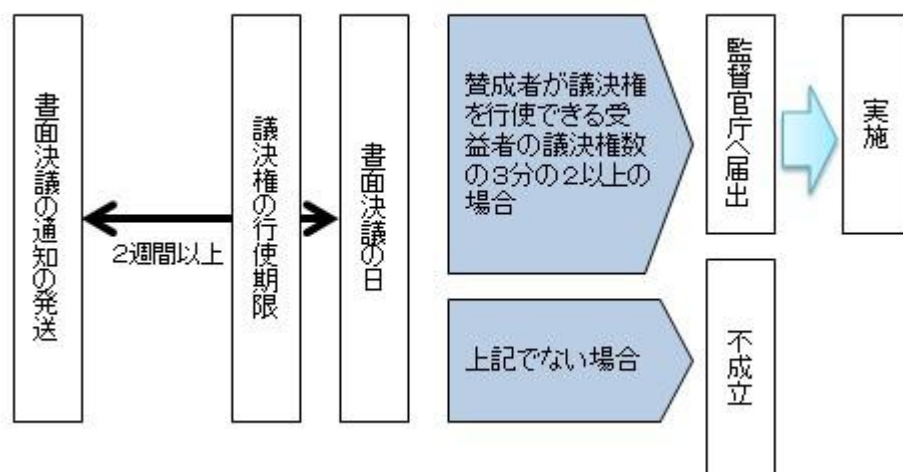 書面決議の通知の発送
2週間以上
議決権の行使期限
書面決議の日
賛成者が議決権
を行使できる受
益者の議決権数
の3分の2以上の
場合
監督官庁へ届出
実施
上記でない場合
不成立